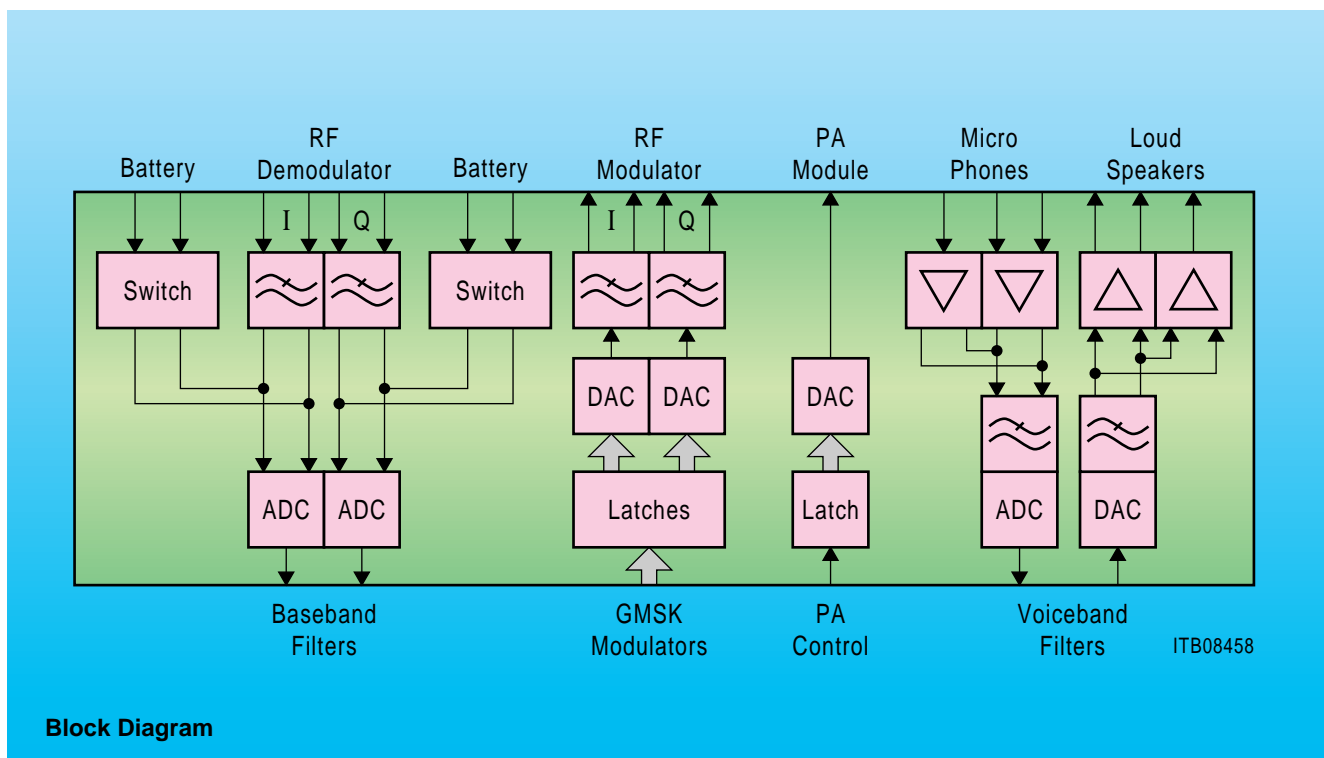 RF
RF
PA
Micro
Loud
Battery
Demodulator
Battery
Modulator
Module
Phones
Speakers
I
Q
I
Q
Switch
Switch
DAC
DAC
DAC
ADC
ADC
Latches
Latch
ADC
DAC
Baseband
Filters
GMSK
Modulators
PA
Control
Voiceband
Filters
ITB08458
Block Diagram